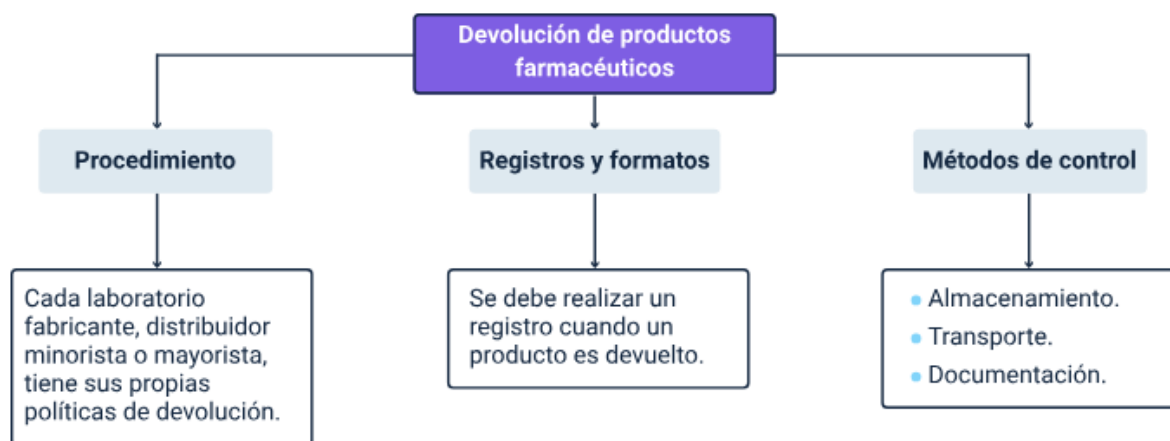 Devolución de productos
farmacéuticos
Procedimiento
Registros y formatos
Métodos de control
Cada laboratorio
fabricante, distribuidor
minorista o mayorista,
tiene sus propias
políticas de devolución.
Se debe realizar un
registro cuando un
producto es devuelto.
Almacenamiento.
Transporte.
Documentación.